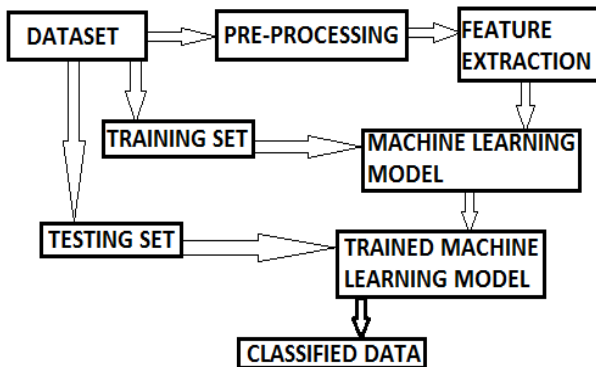 DATASET
PRE-PROCESSING
FEATURE
EXTRACTION
TRAINING SET
MACHINE LEARNING
MODEL
TESTING SET
TRAINED MACHINE
LEARNING MODEL
CLASSIFIED DATA